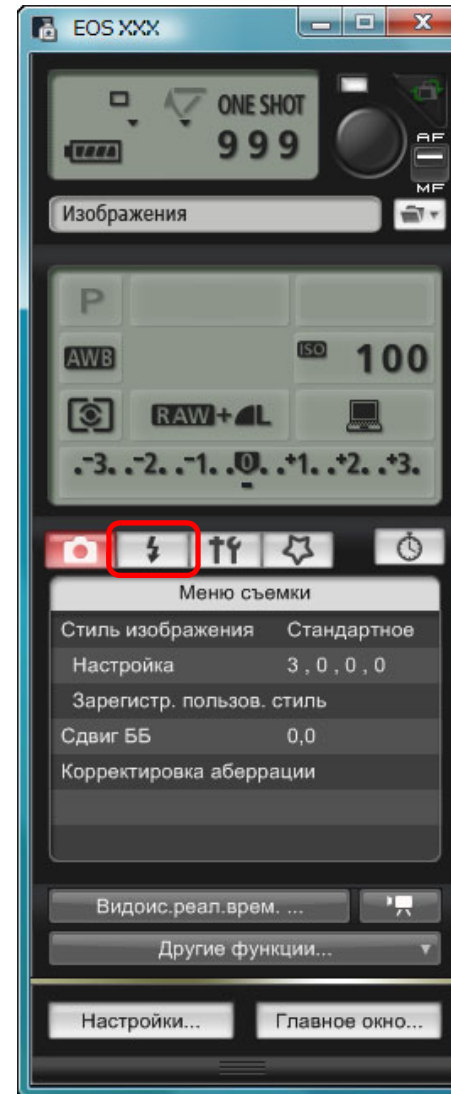 EOS XXX
ONE SHOT
999
AF
MF
Изображения
P
AWB
ISO 100
RAW+L
.-3. .-2. .-1. .0. .+1. .+2. .+3.
Меню съемки
Стиль изображения Стандартное
Настройка 3 , 0 , 0 , 0
Зарегистр. пользов. стиль
Сдвиг ББ 0,0
Корректировка аберрации
Видоис.реал.врем. ...
Другие функции...
Настройки... Главное окно...